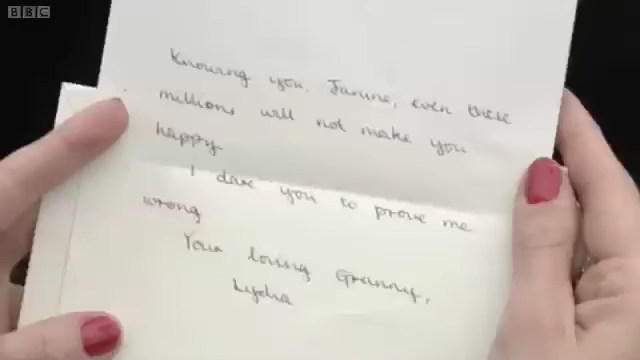 BBC
Knowing you, Janine, even these
millions will not make you
happy
I dare you to prove me
wrong
Your loving Granny,
Lydia